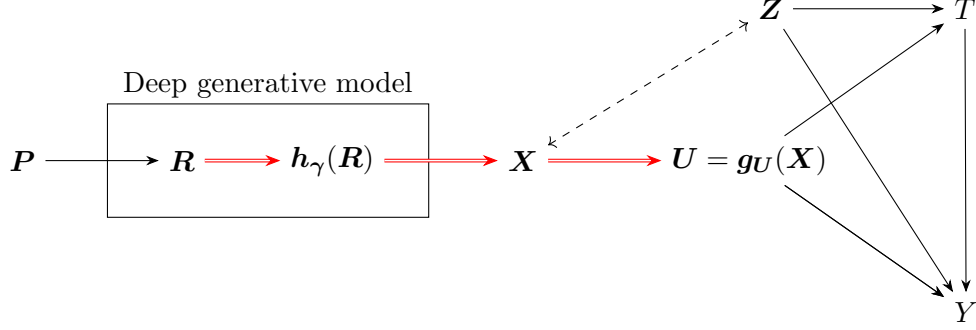 Z T
Deep generative model
P R h_γ(R) X U = g_U(X)
Y